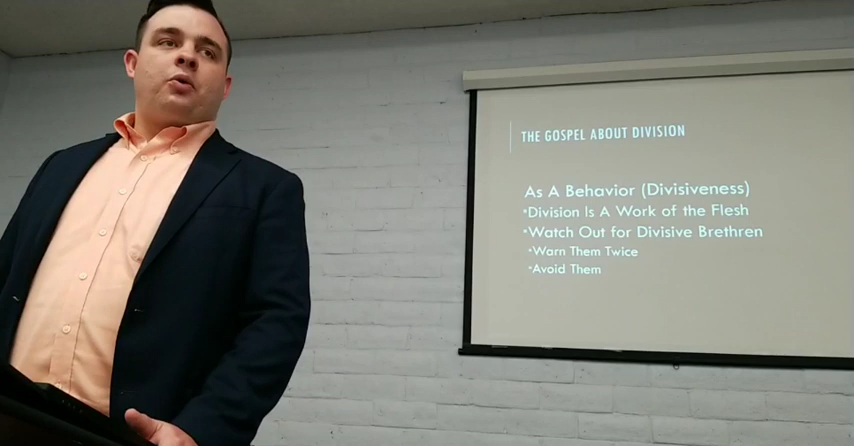 THE GOSPEL ABOUT DIVISION
As A Behavior (Divisiveness)
•Division Is A Work of the Flesh
•Watch Out for Divisive Brethren
•Warn Them Twice
•Avoid Them